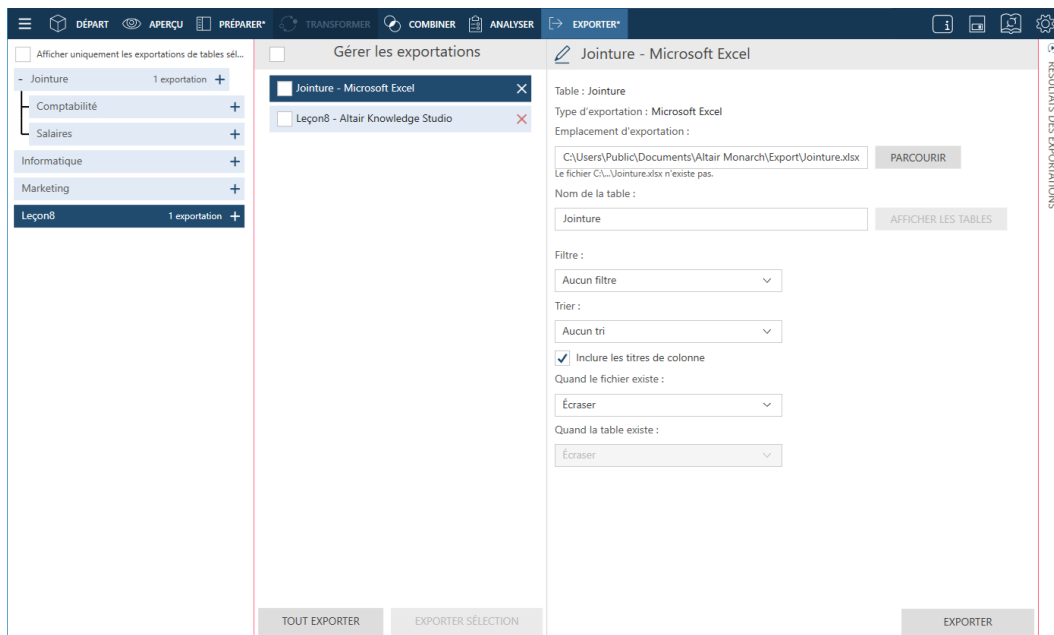 DÉPART APERÇU PRÉPARER* TRANSFORMER COMBINER ANALYSER EXPORTER*
Afficher uniquement les exportations de tables sél...
- Jointure 1 exportation +
Comptabilité +
Salaires +
Informatique +
Marketing +
Leçon8 1 exportation +
Gérer les exportations
Jointure - Microsoft Excel
Leçon8 - Altair Knowledge Studio
TOUT EXPORTER EXPORTER SÉLECTION
Jointure - Microsoft Excel
Table : Jointure
Type d'exportation : Microsoft Excel
Emplacement d'exportation :
C:\Users\Public\Documents\Altair Monarch\Export\Jointure.xlsx PARCOURIR
Le fichier C:\...\Jointure.xlsx n'existe pas.
Nom de la table :
Jointure AFFICHER LES TABLES
Filtre :
Aucun filtre
Trier :
Aucun tri
Inclure les titres de colonne
Quand le fichier existe :
Écraser
Quand la table existe :
Écraser
EXPORTER
RÉSULTATS DES EXPORTATIONS